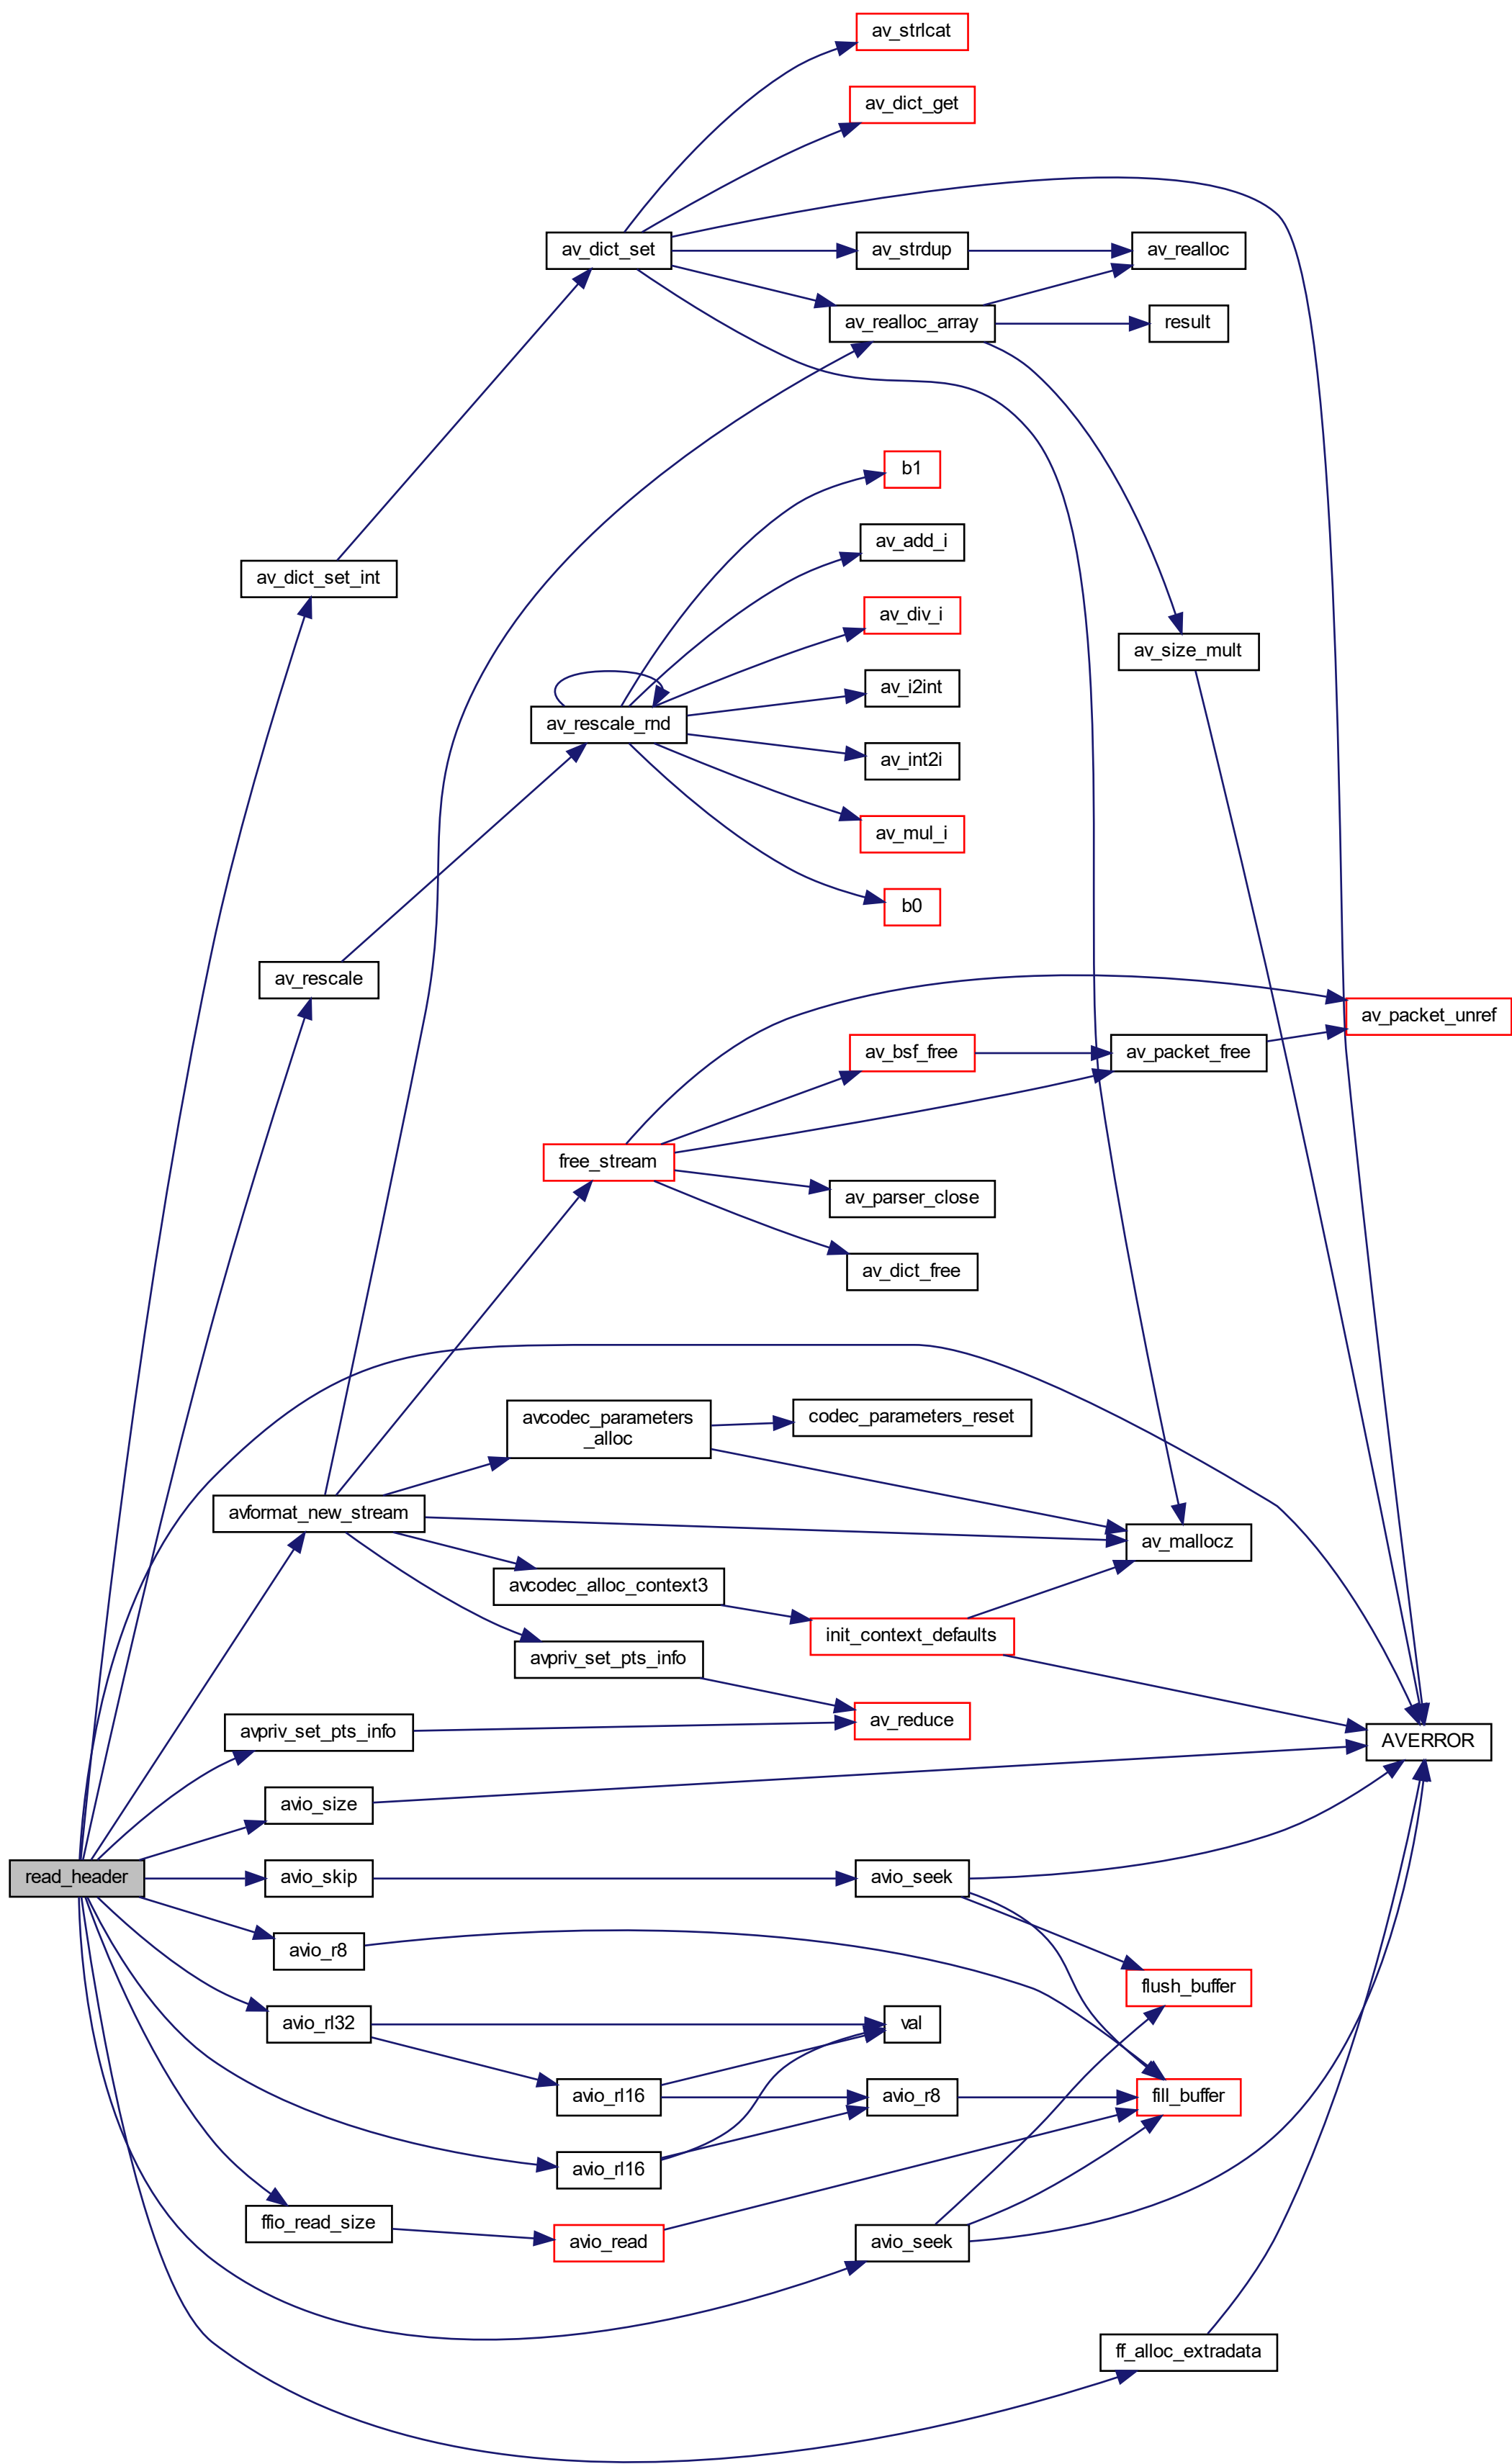 av_strlcat
av_dict_get
av_dict_set
av_strdup
av_realloc
av_realloc_array
result
b1
av_add_i
av_dict_set_int
av_div_i
av_size_mult
av_i2int
av_rescale_rnd
av_int2i
av_mul_i
b0
av_rescale
av_packet_unref
av_bsf_free
av_packet_free
free_stream
av_parser_close
av_dict_free
avcodec_parameters
_alloc
codec_parameters_reset
avformat_new_stream
av_mallocz
avcodec_alloc_context3
init_context_defaults
avpriv_set_pts_info
av_reduce
avpriv_set_pts_info
AVERROR
avio_size
read_header
avio_skip
avio_seek
avio_r8
flush_buffer
avio_rl32
val
avio_rl16
avio_r8
fill_buffer
avio_rl16
ffio_read_size
avio_read
avio_seek
ff_alloc_extradata